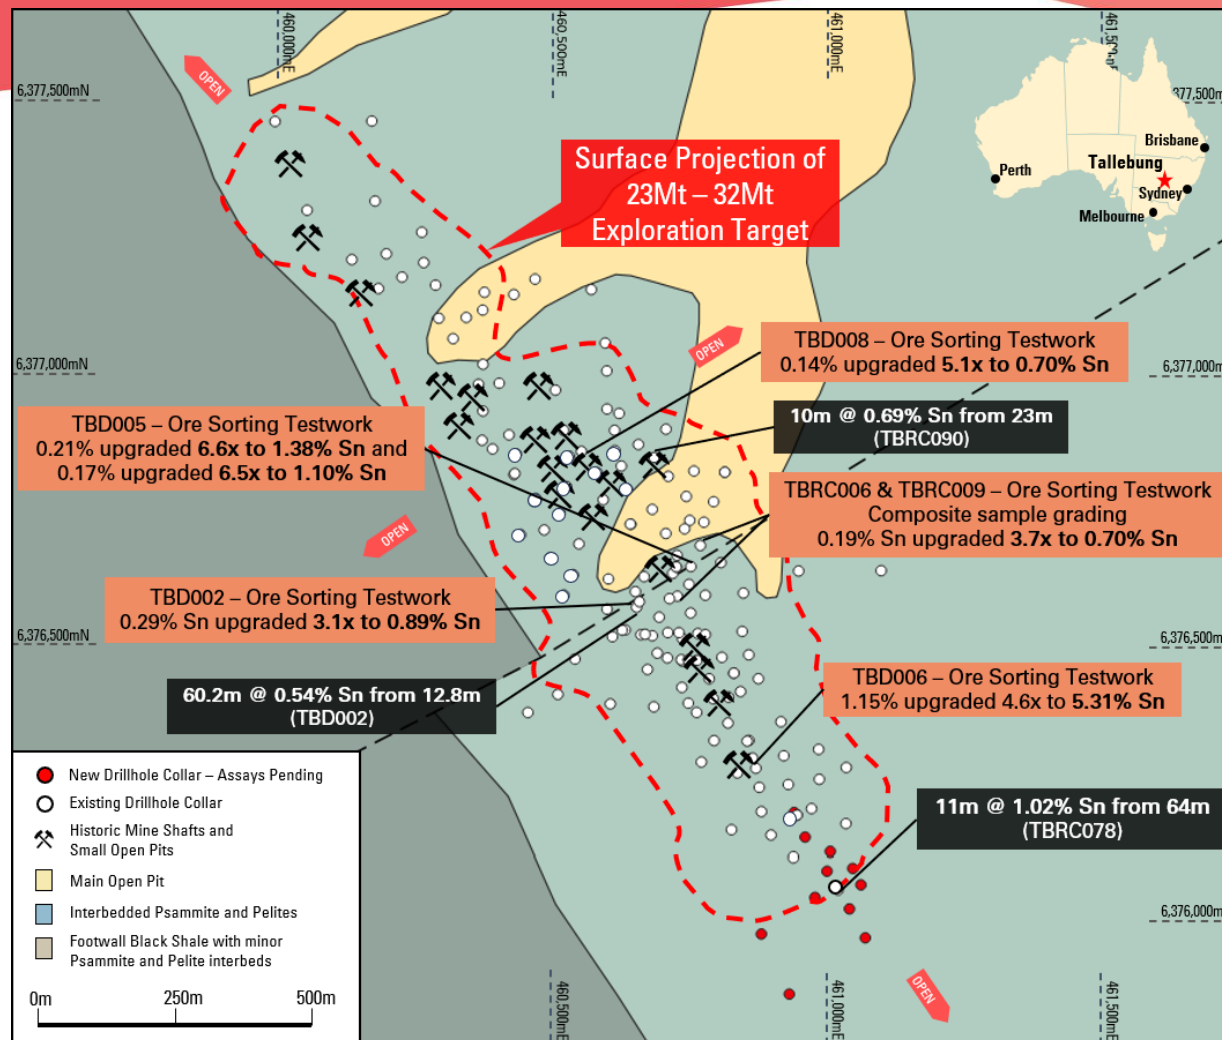 460,000mE
460,500mE
461,000mE
OPEN
6,377,500mN
Surface Projection of
23Mt – 32Mt
Exploration Target
Brisbane
Tallebung
Perth
Sydney
Melbourne
OPEN
6,377,000mN
6,377,000m
TBD008 – Ore Sorting Testwork
0.14% upgraded 5.1x to 0.70% Sn
TBD005 – Ore Sorting Testwork
0.21% upgraded 6.6x to 1.38% Sn and
0.17% upgraded 6.5x to 1.10% Sn
10m @ 0.69% Sn from 23m
(TBRC090)
TBRC006 & TBRC009 – Ore Sorting Testwork
Composite sample grading
0.19% Sn upgraded 3.7x to 0.70% Sn
OPEN
TBD002 – Ore Sorting Testwork
0.29% Sn upgraded 3.1x to 0.89% Sn
6,376,500mN
6,376,500m
60.2m @ 0.54% Sn from 12.8m
(TBD002)
TBD006 – Ore Sorting Testwork
1.15% upgraded 4.6x to 5.31% Sn
11m @ 1.02% Sn from 64m
(TBRC078)
New Drillhole Collar – Assays Pending
Existing Drillhole Collar
Historic Mine Shafts and
Small Open Pits
Main Open Pit
Interbedded Psammite and Pelites
Footwall Black Shale with minor
Psammite and Pelite interbeds
0m 250m 500m
6,376,000m
OPEN
460,500mE
461,000mE
461,500mE